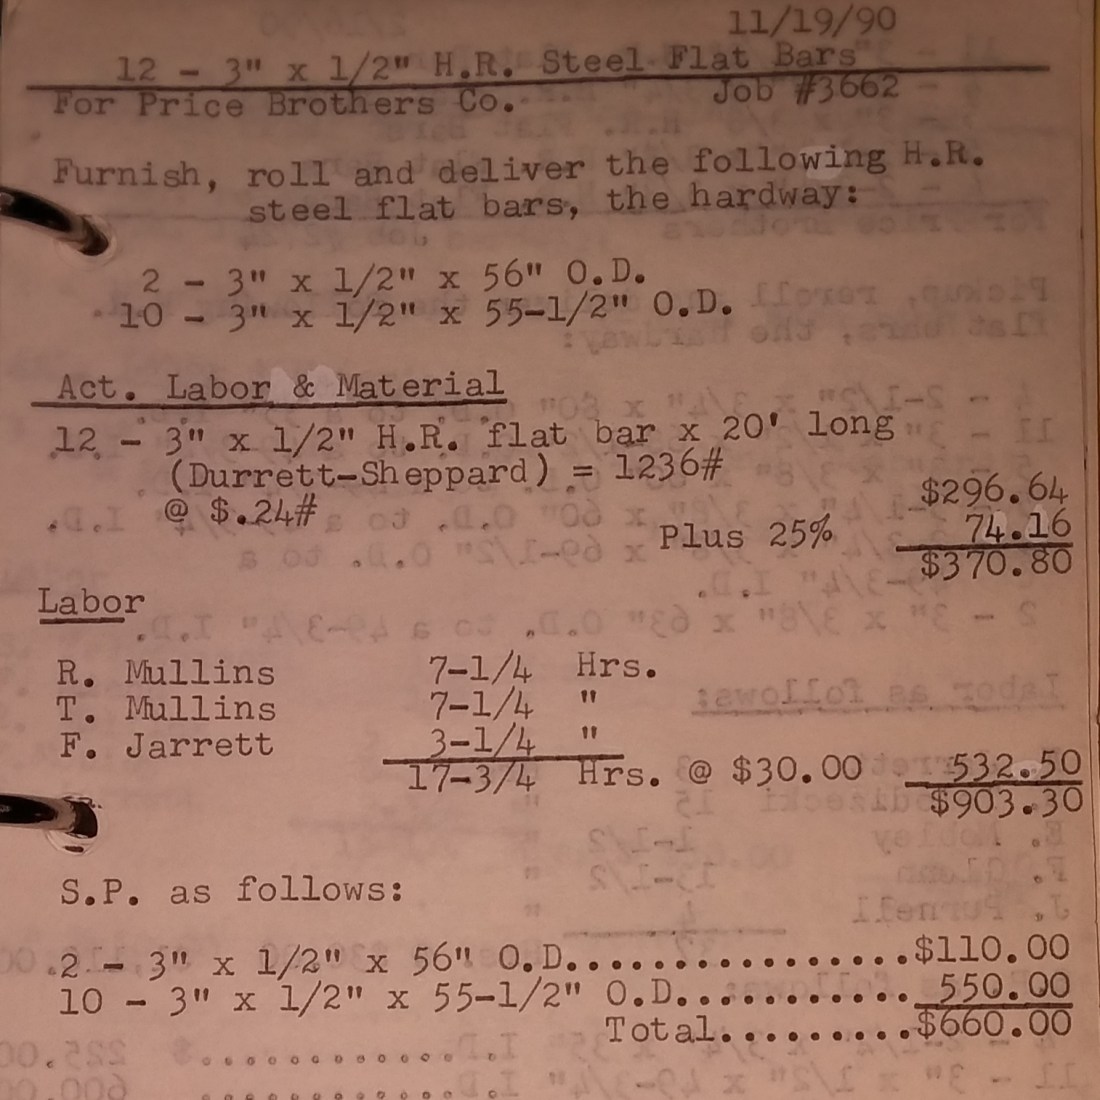 11/19/90
12 - 3" x 1/2" H.R. Steel Flat Bars
For Price Brothers Co. Job #3662
Furnish, roll and deliver the following H.R.
steel flat bars, the hardway:
2 - 3" x 1/2" x 56" O.D.
10 - 3" x 1/2" x 55-1/2" O.D.
Act. Labor & Material
12 - 3" x 1/2" H.R. flat bar x 20' long
(Durrett-Sheppard) = 1236#
@ $.24# $296.64
Plus 25% 74.16
$370.80
Labor
R. Mullins 7-1/4 Hrs.
T. Mullins 7-1/4 "
F. Jarrett 3-1/4 "
17-3/4 Hrs. @ $30.00 532.50
$903.30
S.P. as follows:
2 - 3" x 1/2" x 56" O.D.................$110.00
10 - 3" x 1/2" x 55-1/2" O.D........... 550.00
Total.........$660.00